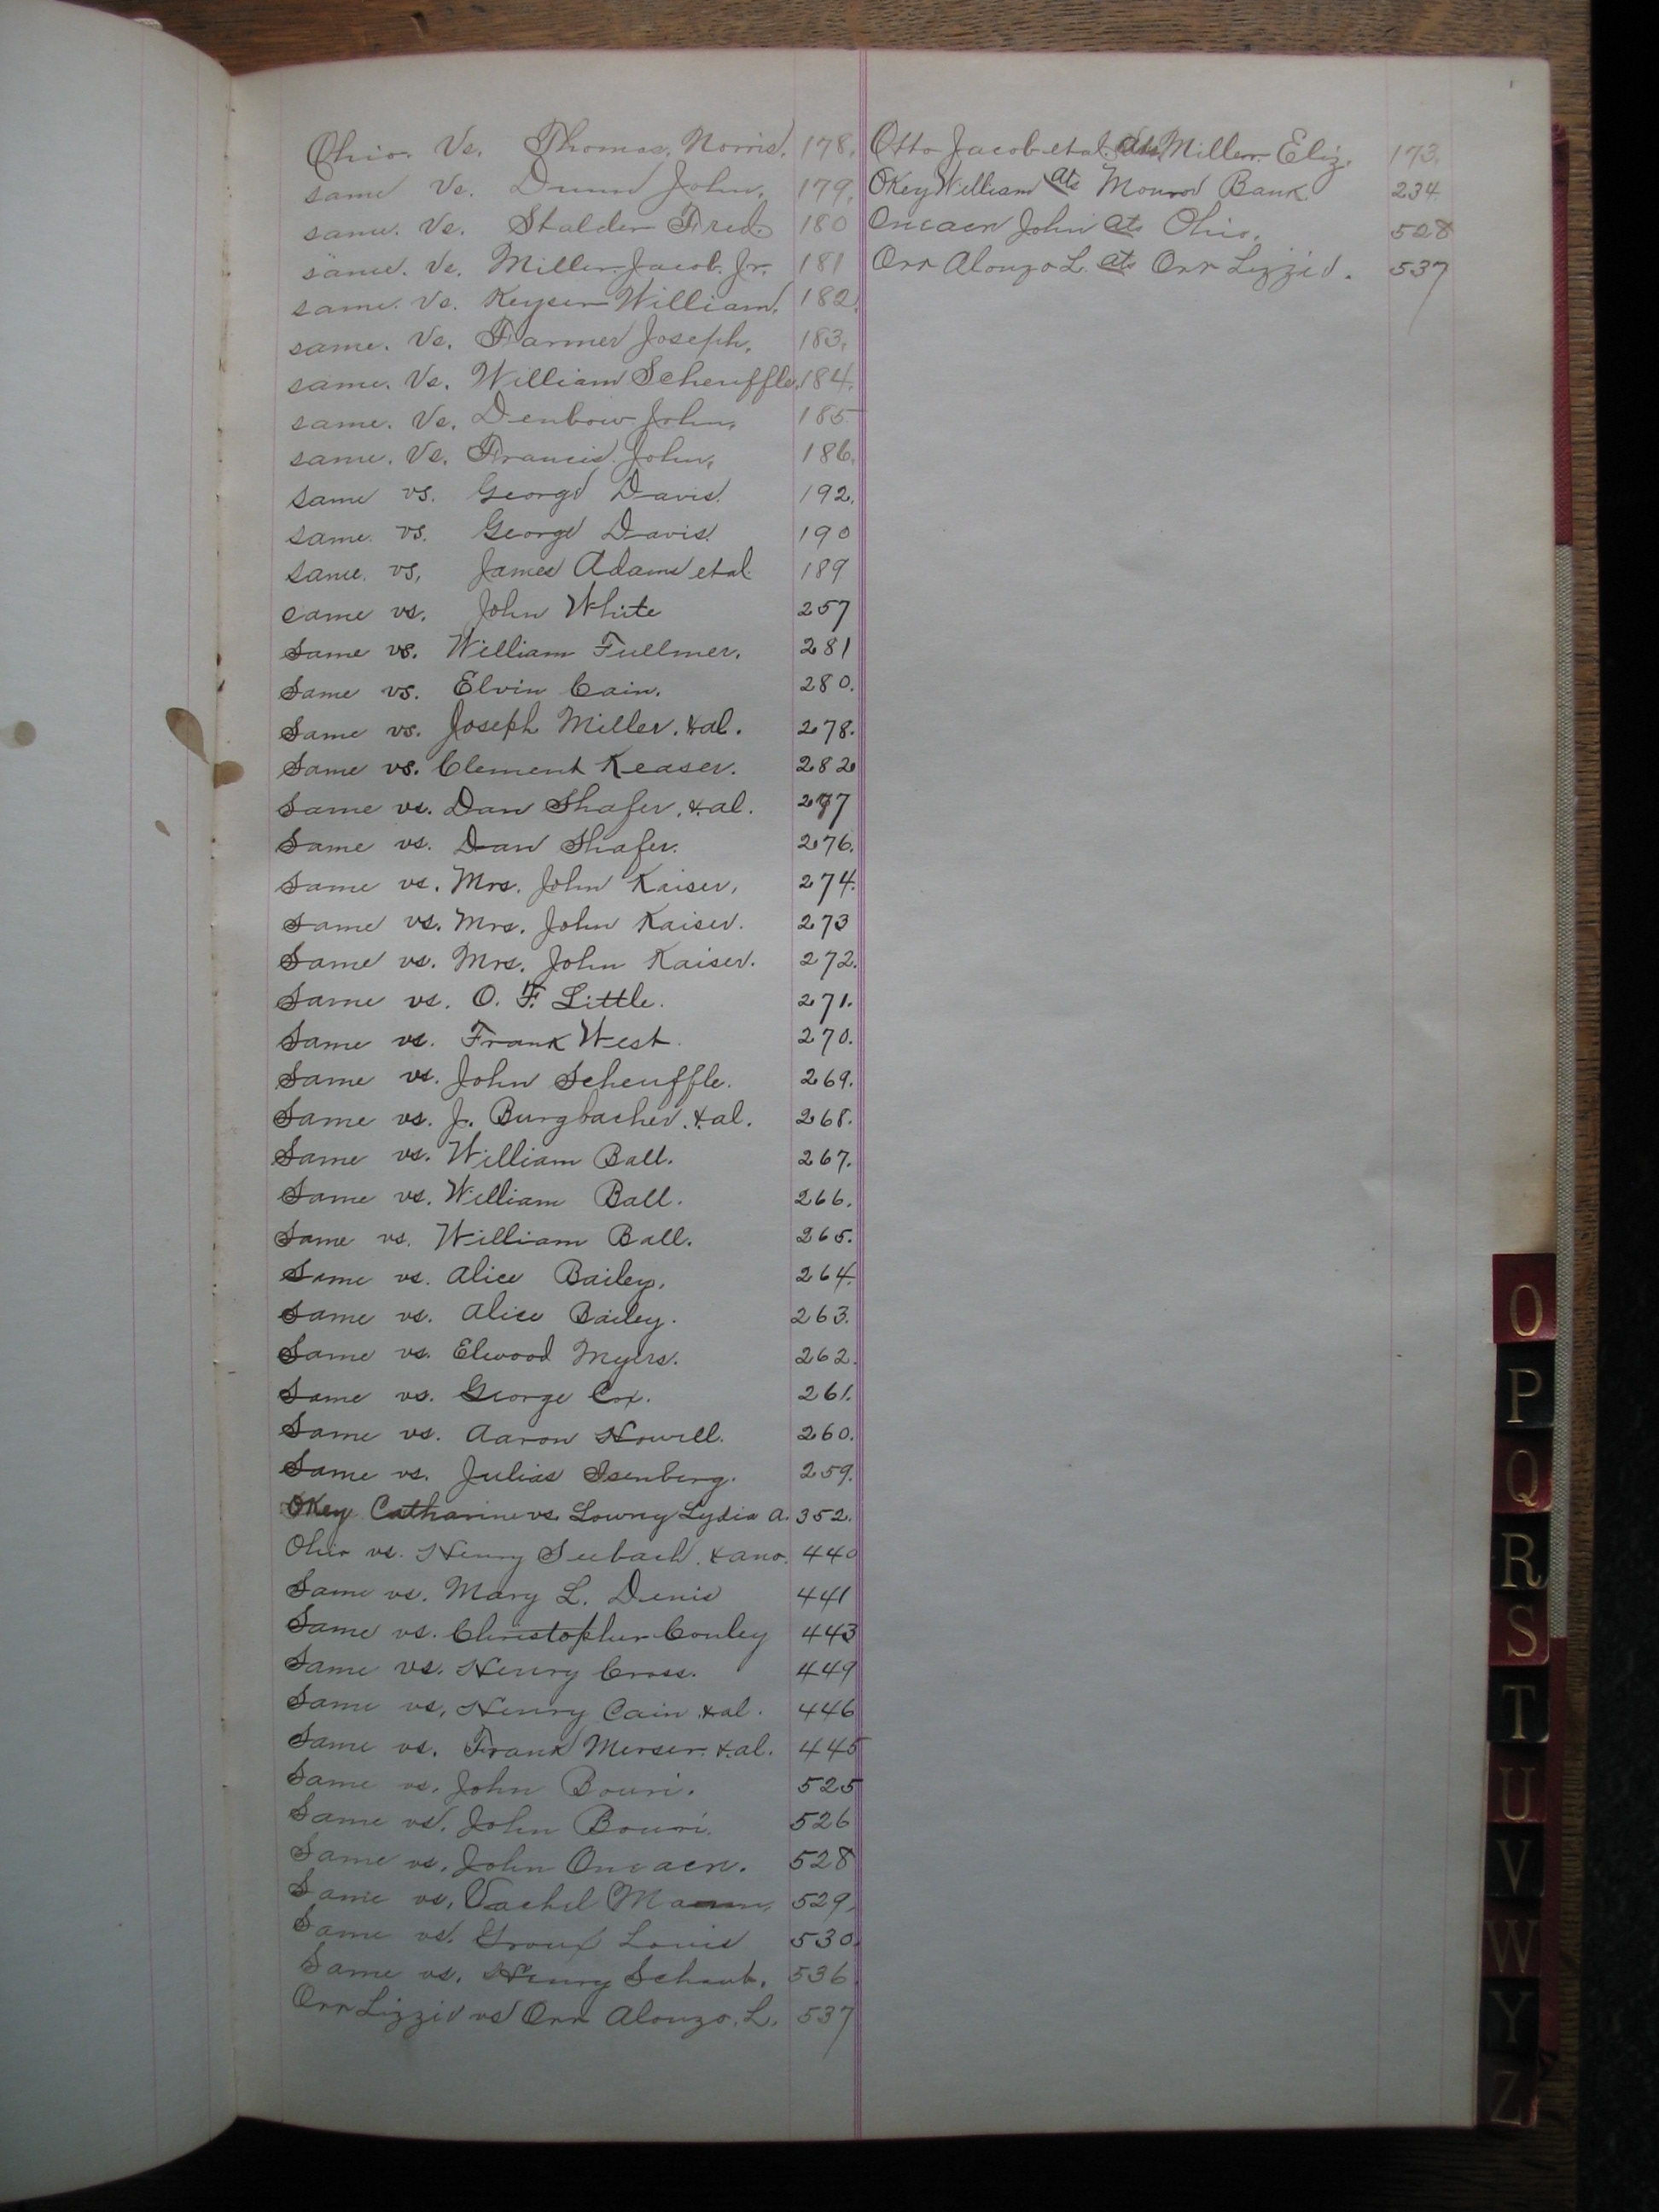 Ohio. Vs. Thomas, Norris. 178.
same Vs. Dunn John, 179.
same. Vs. Stalder Fred. 180
same. Vs. Miller Jacob. Jr. 181
same. Vs. Keyser William, 182.
same. Vs. Farmer Joseph, 183.
same. Vs. William Scheuffle, 184.
same. Vs. Denbow John, 185
same. Vs. Francis John, 186.
same vs. George Davis. 192.
same. vs. George Davis. 190
same. vs. James Adams etal. 189
same vs. John White 257
Same vs. William Fullmer. 281
Same vs. Elvin Cain. 280.
Same vs. Joseph Miller. &al. 278.
Same vs. Clement Keaser. 282
Same vs. Dan Shafer. &al. 277
Same vs. Dan Shafer. 276.
Same vs. Mrs. John Kaiser. 274.
Same vs. Mrs. John Kaiser. 273
Same vs. Mrs. John Kaiser. 272.
Same vs. O. F. Little. 271.
Same vs. Frank West. 270.
Same vs. John Scheuffle. 269.
Same vs. J. Burgbacher. &al. 268.
Same vs. William Ball. 267.
Same vs. William Ball. 266.
Same vs. William Ball. 265.
Same vs. Alice Bailey. 264.
Same vs. Alice Bailey. 263.
Same vs. Elwood Myers. 262.
Same vs. George Cox. 261.
Same vs. Aaron Howell. 260.
Same vs. Julias Isenberg. 259.
Okey Catharine vs. Lowry Lydia A. 352.
Ohio vs. Henry Seebach. & ano. 440
Same vs. Mary L. Denis 441
Same vs. Christopher Conley 443
Same vs. Henry Cross. 449
Same vs. Henry Cain &al. 446
Same vs. Frank Merser. &al. 445
Same vs. John Bouri. 525
Same vs. John Bouri. 526
Same vs. John 528
Same vs. Vachel Mann, 529.
Same vs. Groux Louis 530.
Same vs. Henry Schaub. 536
Orr Lizzie vs Orr Alonzo. L. 537
Otto Jacob etal. ats Miller Eliz. 173.
Okey William ats Monroe Bank. 234
John ats Ohio. 528
Orr Alonzo L. ats Orr Lizzie. 537
O
P
Q
R
S
T
U
V
W
Y
Z